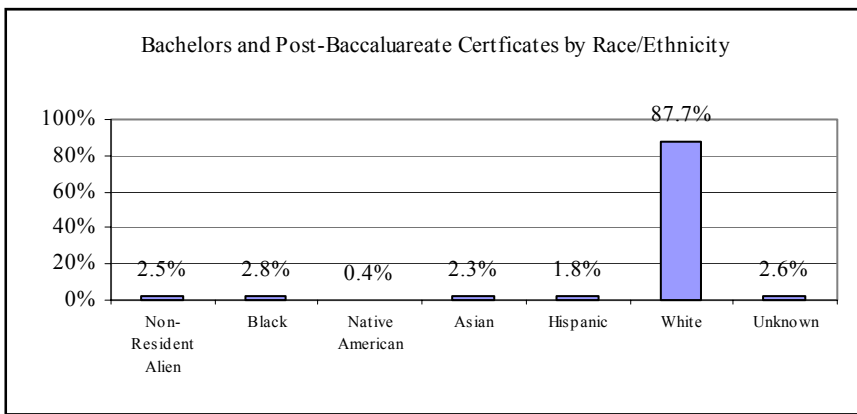 Bachelors and Post-Baccaluareate Certficates by Race/Ethnicity
100%
80%
60%
40%
20%
0%
2.5%
2.8%
0.4%
2.3%
1.8%
87.7%
2.6%
Non-
Resident
Alien
Black
Native
American
Asian
Hispanic
White
Unknown